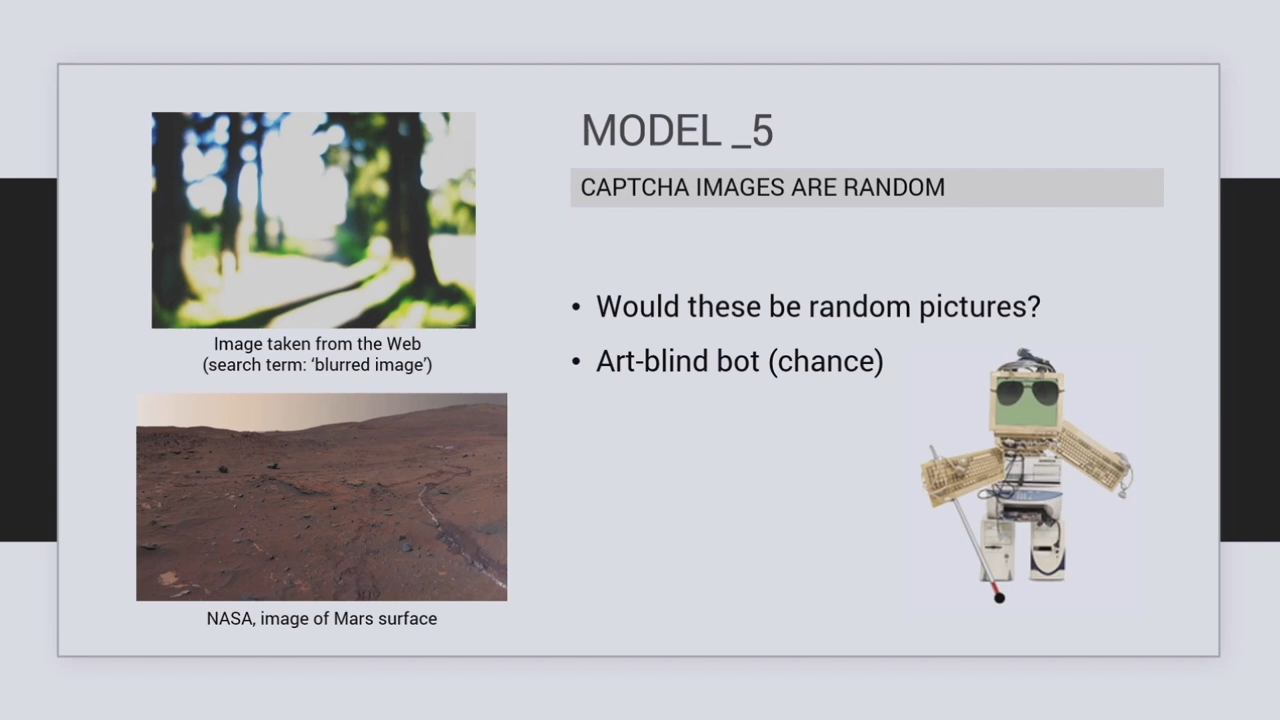 MODEL _5
CAPTCHA IMAGES ARE RANDOM
• Would these be random pictures?
• Art-blind bot (chance)
Image taken from the Web
(search term: ‘blurred image’)
NASA, image of Mars surface